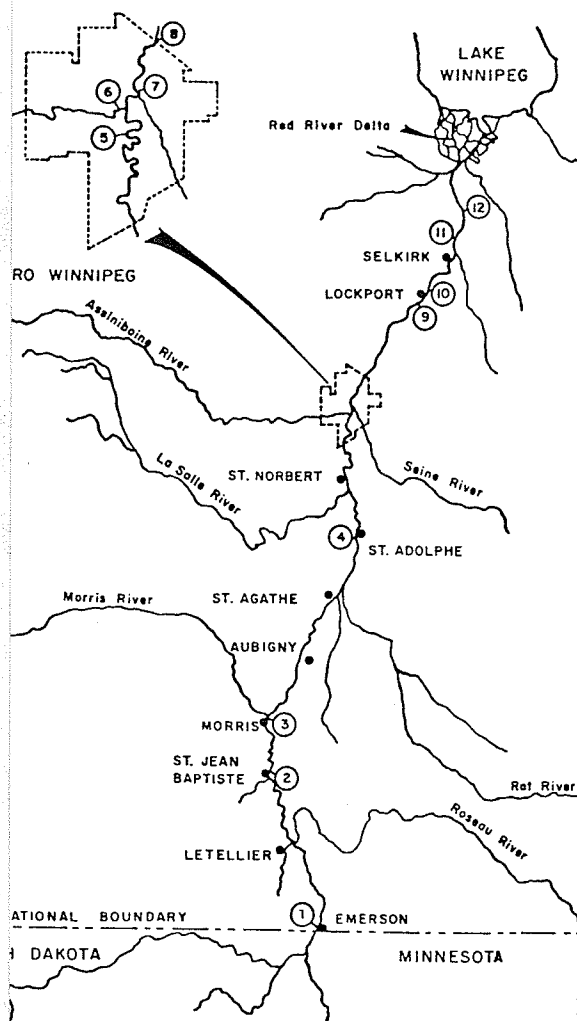 8
7
6
5
LAKE
WINNIPEG
Red River Delta
12
11
SELKIRK
LOCKPORT
10
9
RO WINNIPEG
Assiniboine River
La Salle River
ST. NORBERT
Seine River
4
ST. ADOLPHE
Morris River
ST. AGATHE
AUBIGNY
MORRIS
3
ST. JEAN
BAPTISTE
2
Rat River
Roseau River
LETELLIER
1
EMERSON
ATIONAL BOUNDARY
H DAKOTA
MINNESOTA